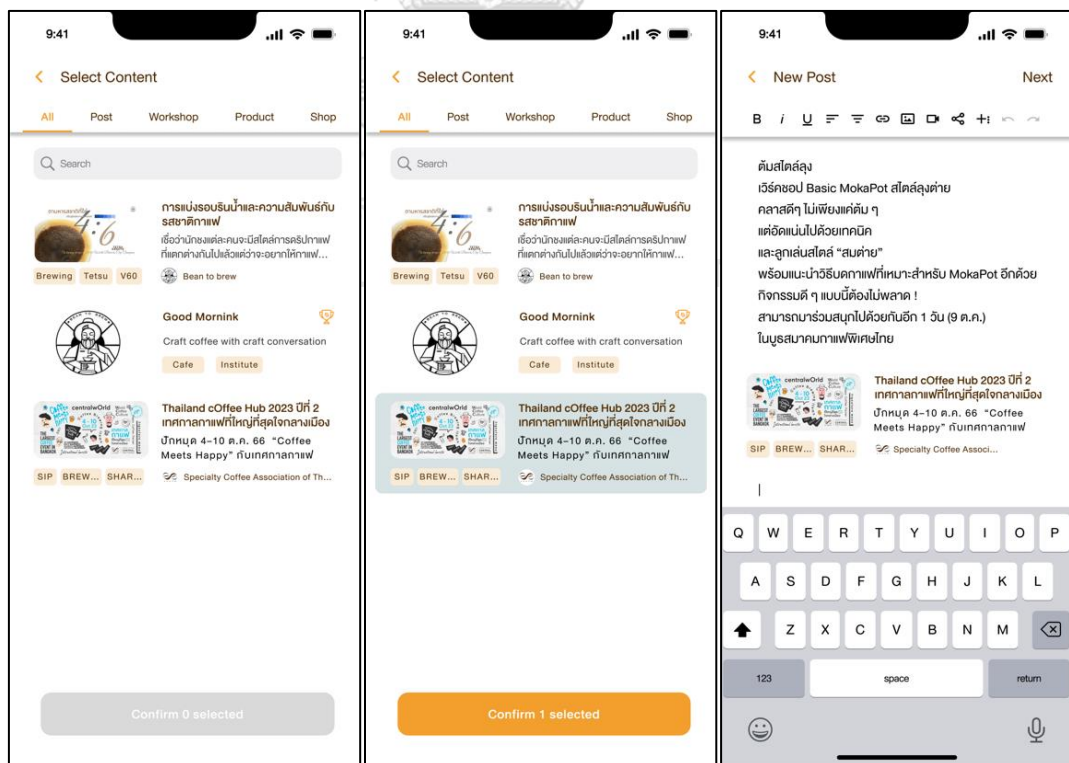 9:41
Select Content
All Post Workshop Product Shop
Search
การแบ่งรอบรินน้ำและความสัมพันธ์กับ
รสชาติกาแฟ
เชื่อว่านักชงแต่ละคนจะมีสไตล์การดริปกาแฟ
ที่แตกต่างกันไปแล้วแต่ว่าจะอยากให้กาแฟ...
4:6
Brewing Tetsu V60
Bean to brew
Good Mornink
Craft coffee with craft conversation
Cafe Institute
centralwOrld
4-10
THE LARGEST COFFEE EVENT IN BANGKOK
Thailand cOffee Hub 2023 ปีที่ 2
เทศกาลกาแฟที่ใหญ่ที่สุดใจกลางเมือง
ปักหมุด 4-10 ต.ค. 66 “Coffee
Meets Happy” กับเทศกาลกาแฟ
SIP BREW... SHAR...
Specialty Coffee Association of Th...
Confirm 0 selected
9:41
Select Content
All Post Workshop Product Shop
Search
การแบ่งรอบรินน้ำและความสัมพันธ์กับ
รสชาติกาแฟ
เชื่อว่านักชงแต่ละคนจะมีสไตล์การดริปกาแฟ
ที่แตกต่างกันไปแล้วแต่ว่าจะอยากให้กาแฟ...
4:6
Brewing Tetsu V60
Bean to brew
Good Mornink
Craft coffee with craft conversation
Cafe Institute
centralwOrld
4-10
THE LARGEST COFFEE EVENT IN BANGKOK
Thailand cOffee Hub 2023 ปีที่ 2
เทศกาลกาแฟที่ใหญ่ที่สุดใจกลางเมือง
ปักหมุด 4-10 ต.ค. 66 “Coffee
Meets Happy” กับเทศกาลกาแฟ
SIP BREW... SHAR...
Specialty Coffee Association of Th...
Confirm 1 selected
9:41
New Post Next
B i U
ต้มสไตล์ลุง
เวิร์คชอป Basic MokaPot สไตล์ลุงต่าย
คลาสดีๆ ไม่เพียงแค่ต้ม ๆ
แต่อัดแน่นไปด้วยเทคนิค
และลูกเล่นสไตล์ “สมต่าย”
พร้อมแนะนำวิธีบดกาแฟที่เหมาะสำหรับ MokaPot อีกด้วย
กิจกรรมดี ๆ แบบนี้ต้องไม่พลาด !
สามารถมาร่วมสนุกไปด้วยกันอีก 1 วัน (9 ต.ค.)
ในบูธสมาคมกาแฟพิเศษไทย
centralwOrld
4-10
Thailand cOffee Hub 2023 ปีที่ 2
เทศกาลกาแฟที่ใหญ่ที่สุดใจกลางเมือง
ปักหมุด 4-10 ต.ค. 66 “Coffee
Meets Happy” กับเทศกาลกาแฟ
SIP BREW... SHAR...
Specialty Coffee Associ...
Q W E R T Y U I O P
A S D F G H J K L
Z X C V B N M
123 space return